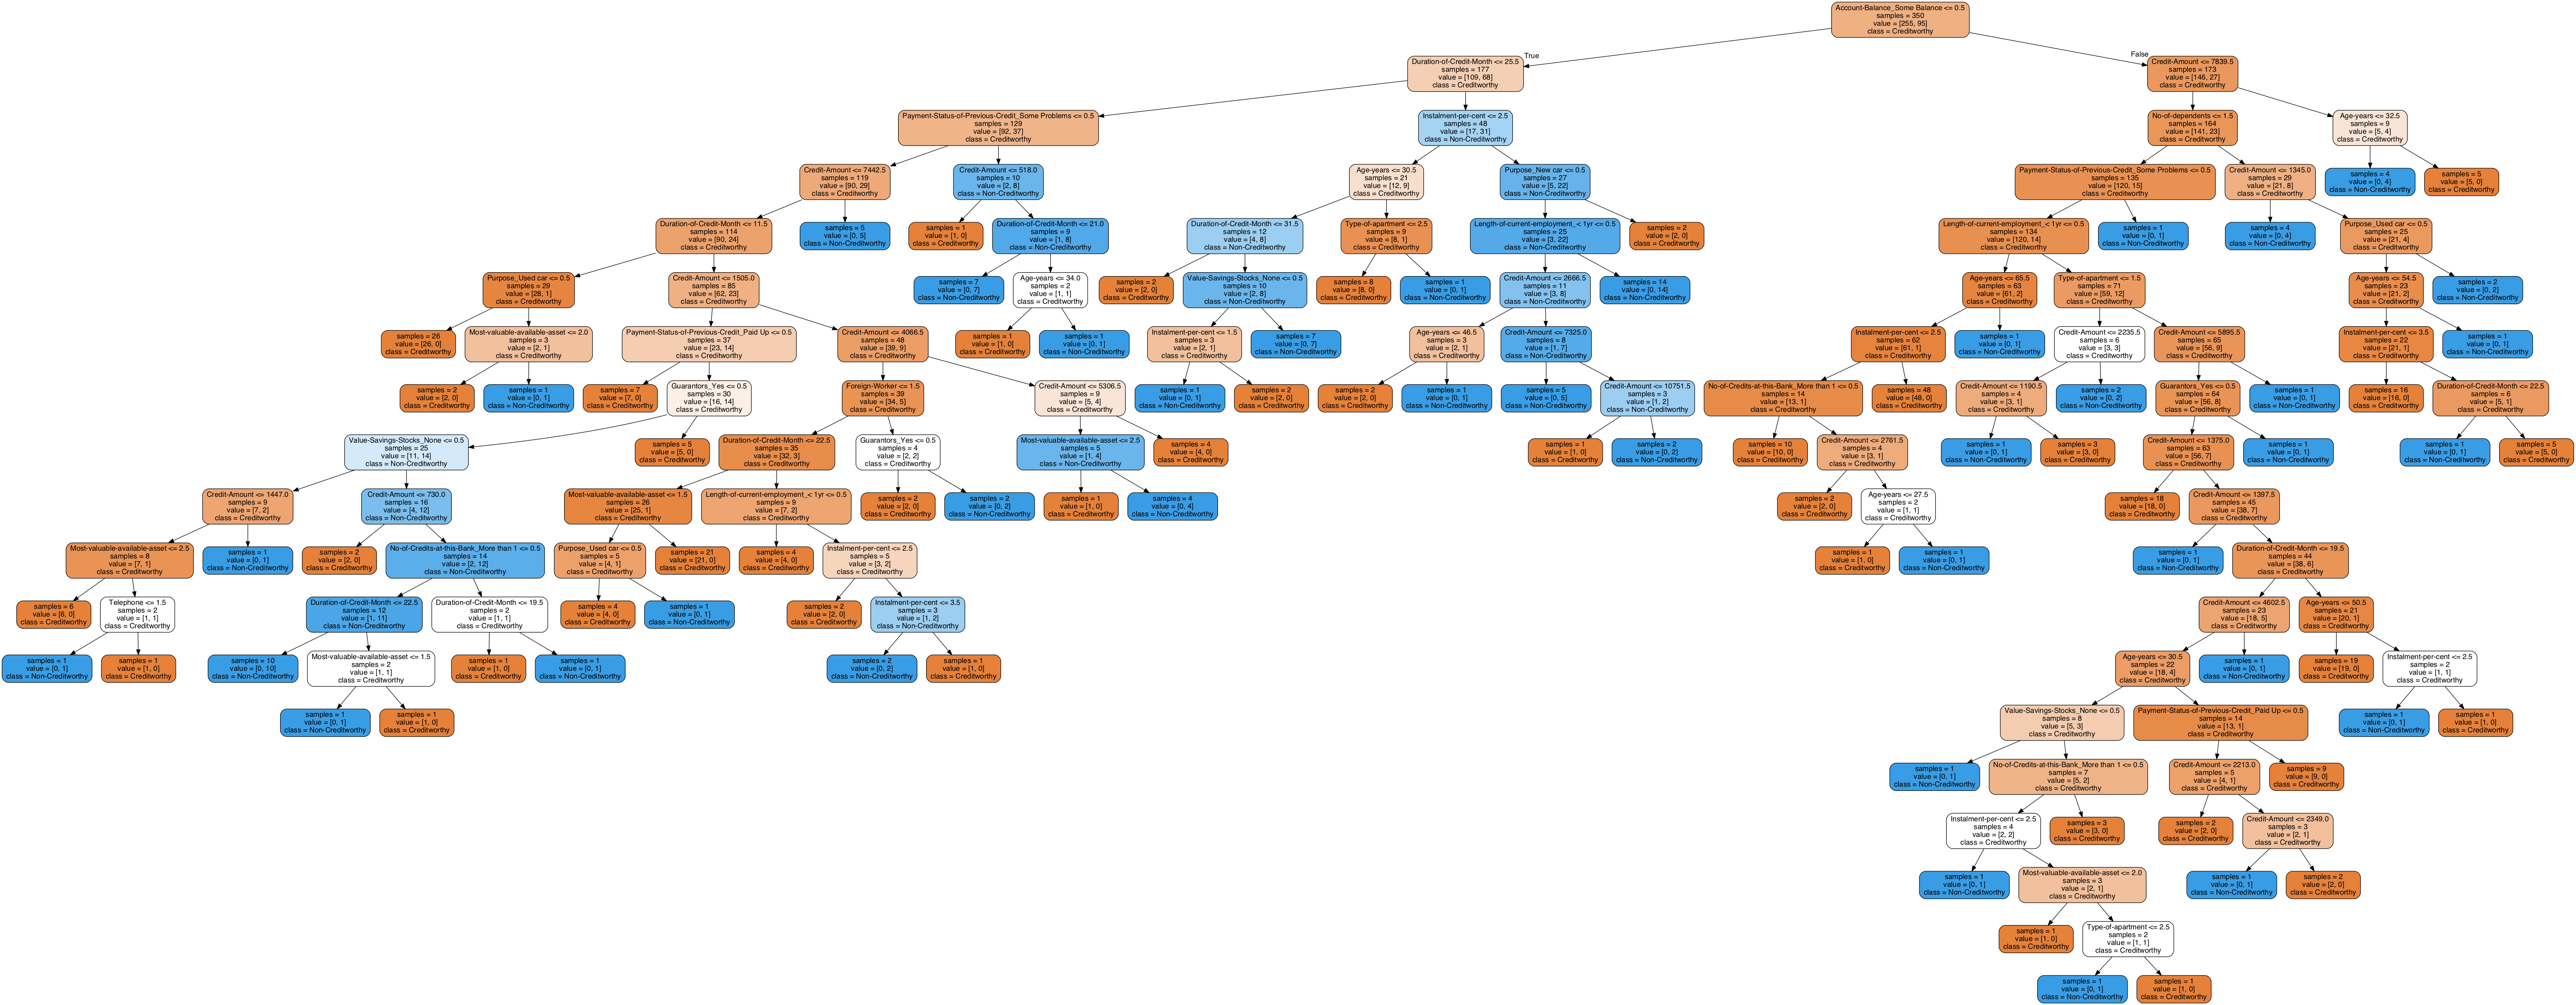 Account-Balance_Some Balance <= 0.5
samples = 350
value = [255, 95]
class = Creditworthy
True
False
Duration-of-Credit-Month <= 25.5
samples = 177
value = [109, 68]
class = Creditworthy
Credit-Amount <= 7839.5
samples = 173
value = [146, 27]
class = Creditworthy
Payment-Status-of-Previous-Credit_Some Problems <= 0.5
samples = 129
value = [92, 37]
class = Creditworthy
Instalment-per-cent <= 2.5
samples = 48
value = [17, 31]
class = Non-Creditworthy
No-of-dependents <= 1.5
samples = 164
value = [141, 23]
class = Creditworthy
Age-years <= 32.5
samples = 9
value = [5, 4]
class = Creditworthy
Credit-Amount <= 7442.5
samples = 119
value = [90, 29]
class = Creditworthy
Credit-Amount <= 518.0
samples = 10
value = [2, 8]
class = Non-Creditworthy
Age-years <= 30.5
samples = 21
value = [12, 9]
class = Creditworthy
Purpose_New car <= 0.5
samples = 27
value = [5, 22]
class = Non-Creditworthy
Payment-Status-of-Previous-Credit_Some Problems <= 0.5
samples = 135
value = [120, 15]
class = Creditworthy
Credit-Amount <= 1345.0
samples = 29
value = [21, 8]
class = Creditworthy
samples = 4
value = [0, 4]
class = Non-Creditworthy
samples = 5
value = [5, 0]
class = Creditworthy
Duration-of-Credit-Month <= 11.5
samples = 114
value = [90, 24]
class = Creditworthy
samples = 5
value = [0, 5]
class = Non-Creditworthy
samples = 1
value = [1, 0]
class = Creditworthy
Duration-of-Credit-Month <= 21.0
samples = 9
value = [1, 8]
class = Non-Creditworthy
Duration-of-Credit-Month <= 31.5
samples = 12
value = [4, 8]
class = Non-Creditworthy
Type-of-apartment <= 2.5
samples = 9
value = [8, 1]
class = Creditworthy
Length-of-current-employment_< 1yr <= 0.5
samples = 25
value = [3, 22]
class = Non-Creditworthy
samples = 2
value = [2, 0]
class = Creditworthy
Length-of-current-employment_< 1yr <= 0.5
samples = 134
value = [120, 14]
class = Creditworthy
samples = 1
value = [0, 1]
class = Non-Creditworthy
samples = 4
value = [0, 4]
class = Non-Creditworthy
Purpose_Used car <= 0.5
samples = 25
value = [21, 4]
class = Creditworthy
Purpose_Used car <= 0.5
samples = 29
value = [28, 1]
class = Creditworthy
Credit-Amount <= 1505.0
samples = 85
value = [62, 23]
class = Creditworthy
samples = 7
value = [0, 7]
class = Non-Creditworthy
Age-years <= 34.0
samples = 2
value = [1, 1]
class = Creditworthy
samples = 2
value = [2, 0]
class = Creditworthy
Value-Savings-Stocks_None <= 0.5
samples = 10
value = [2, 8]
class = Non-Creditworthy
samples = 8
value = [8, 0]
class = Creditworthy
samples = 1
value = [0, 1]
class = Non-Creditworthy
Credit-Amount <= 2666.5
samples = 11
value = [3, 8]
class = Non-Creditworthy
samples = 14
value = [0, 14]
class = Non-Creditworthy
Age-years <= 65.5
samples = 63
value = [61, 2]
class = Creditworthy
Type-of-apartment <= 1.5
samples = 71
value = [59, 12]
class = Creditworthy
Age-years <= 54.5
samples = 23
value = [21, 2]
class = Creditworthy
samples = 2
value = [0, 2]
class = Non-Creditworthy
samples = 26
value = [26, 0]
class = Creditworthy
Most-valuable-available-asset <= 2.0
samples = 3
value = [2, 1]
class = Creditworthy
Payment-Status-of-Previous-Credit_Paid Up <= 0.5
samples = 37
value = [23, 14]
class = Creditworthy
Credit-Amount <= 4066.5
samples = 48
value = [39, 9]
class = Creditworthy
samples = 1
value = [1, 0]
class = Creditworthy
samples = 1
value = [0, 1]
class = Non-Creditworthy
Instalment-per-cent <= 1.5
samples = 3
value = [2, 1]
class = Creditworthy
samples = 7
value = [0, 7]
class = Non-Creditworthy
Age-years <= 46.5
samples = 3
value = [2, 1]
class = Creditworthy
Credit-Amount <= 7325.0
samples = 8
value = [1, 7]
class = Non-Creditworthy
Instalment-per-cent <= 2.5
samples = 62
value = [61, 1]
class = Creditworthy
samples = 1
value = [0, 1]
class = Non-Creditworthy
Credit-Amount <= 2235.5
samples = 6
value = [3, 3]
class = Creditworthy
Credit-Amount <= 5895.5
samples = 65
value = [56, 9]
class = Creditworthy
Instalment-per-cent <= 3.5
samples = 22
value = [21, 1]
class = Creditworthy
samples = 1
value = [0, 1]
class = Non-Creditworthy
samples = 2
value = [2, 0]
class = Creditworthy
samples = 1
value = [0, 1]
class = Non-Creditworthy
samples = 7
value = [7, 0]
class = Creditworthy
Guarantors_Yes <= 0.5
samples = 30
value = [16, 14]
class = Creditworthy
Foreign-Worker <= 1.5
samples = 39
value = [34, 5]
class = Creditworthy
Credit-Amount <= 5306.5
samples = 9
value = [5, 4]
class = Creditworthy
samples = 1
value = [0, 1]
class = Non-Creditworthy
samples = 2
value = [2, 0]
class = Creditworthy
samples = 2
value = [2, 0]
class = Creditworthy
samples = 1
value = [0, 1]
class = Non-Creditworthy
samples = 5
value = [0, 5]
class = Non-Creditworthy
Credit-Amount <= 10751.5
samples = 3
value = [1, 2]
class = Non-Creditworthy
No-of-Credits-at-this-Bank_More than 1 <= 0.5
samples = 14
value = [13, 1]
class = Creditworthy
samples = 48
value = [48, 0]
class = Creditworthy
Credit-Amount <= 1190.5
samples = 4
value = [3, 1]
class = Creditworthy
samples = 2
value = [0, 2]
class = Non-Creditworthy
Guarantors_Yes <= 0.5
samples = 64
value = [56, 8]
class = Creditworthy
samples = 1
value = [0, 1]
class = Non-Creditworthy
samples = 16
value = [16, 0]
class = Creditworthy
Duration-of-Credit-Month <= 22.5
samples = 6
value = [5, 1]
class = Creditworthy
Value-Savings-Stocks_None <= 0.5
samples = 25
value = [11, 14]
class = Non-Creditworthy
samples = 5
value = [5, 0]
class = Creditworthy
Duration-of-Credit-Month <= 22.5
samples = 35
value = [32, 3]
class = Creditworthy
Guarantors_Yes <= 0.5
samples = 4
value = [2, 2]
class = Creditworthy
Most-valuable-available-asset <= 2.5
samples = 5
value = [1, 4]
class = Non-Creditworthy
samples = 4
value = [4, 0]
class = Creditworthy
samples = 1
value = [1, 0]
class = Creditworthy
samples = 2
value = [0, 2]
class = Non-Creditworthy
samples = 10
value = [10, 0]
class = Creditworthy
Credit-Amount <= 2761.5
samples = 4
value = [3, 1]
class = Creditworthy
samples = 1
value = [0, 1]
class = Non-Creditworthy
samples = 3
value = [3, 0]
class = Creditworthy
Credit-Amount <= 1375.0
samples = 63
value = [56, 7]
class = Creditworthy
samples = 1
value = [0, 1]
class = Non-Creditworthy
samples = 1
value = [0, 1]
class = Non-Creditworthy
samples = 5
value = [5, 0]
class = Creditworthy
Credit-Amount <= 1447.0
samples = 9
value = [7, 2]
class = Creditworthy
Credit-Amount <= 730.0
samples = 16
value = [4, 12]
class = Non-Creditworthy
Most-valuable-available-asset <= 1.5
samples = 26
value = [25, 1]
class = Creditworthy
Length-of-current-employment_< 1yr <= 0.5
samples = 9
value = [7, 2]
class = Creditworthy
samples = 2
value = [2, 0]
class = Creditworthy
samples = 2
value = [0, 2]
class = Non-Creditworthy
samples = 1
value = [1, 0]
class = Creditworthy
samples = 4
value = [0, 4]
class = Non-Creditworthy
samples = 2
value = [2, 0]
class = Creditworthy
Age-years <= 27.5
samples = 2
value = [1, 1]
class = Creditworthy
samples = 18
value = [18, 0]
class = Creditworthy
Credit-Amount <= 1397.5
samples = 45
value = [38, 7]
class = Creditworthy
Most-valuable-available-asset <= 2.5
samples = 8
value = [7, 1]
class = Creditworthy
samples = 1
value = [0, 1]
class = Non-Creditworthy
samples = 2
value = [2, 0]
class = Creditworthy
No-of-Credits-at-this-Bank_More than 1 <= 0.5
samples = 14
value = [2, 12]
class = Non-Creditworthy
Purpose_Used car <= 0.5
samples = 5
value = [4, 1]
class = Creditworthy
samples = 21
value = [21, 0]
class = Creditworthy
samples = 4
value = [4, 0]
class = Creditworthy
Instalment-per-cent <= 2.5
samples = 5
value = [3, 2]
class = Creditworthy
samples = 1
value = [1, 0]
class = Creditworthy
samples = 1
value = [0, 1]
class = Non-Creditworthy
samples = 1
value = [0, 1]
class = Non-Creditworthy
Duration-of-Credit-Month <= 19.5
samples = 44
value = [38, 6]
class = Creditworthy
samples = 6
value = [6, 0]
class = Creditworthy
Telephone <= 1.5
samples = 2
value = [1, 1]
class = Creditworthy
Duration-of-Credit-Month <= 22.5
samples = 12
value = [1, 11]
class = Non-Creditworthy
Duration-of-Credit-Month <= 19.5
samples = 2
value = [1, 1]
class = Creditworthy
samples = 4
value = [4, 0]
class = Creditworthy
samples = 1
value = [0, 1]
class = Non-Creditworthy
samples = 2
value = [2, 0]
class = Creditworthy
Instalment-per-cent <= 3.5
samples = 3
value = [1, 2]
class = Non-Creditworthy
Credit-Amount <= 4602.5
samples = 23
value = [18, 5]
class = Creditworthy
Age-years <= 50.5
samples = 21
value = [20, 1]
class = Creditworthy
samples = 1
value = [0, 1]
class = Non-Creditworthy
samples = 1
value = [1, 0]
class = Creditworthy
samples = 10
value = [0, 10]
class = Non-Creditworthy
Most-valuable-available-asset <= 1.5
samples = 2
value = [1, 1]
class = Creditworthy
samples = 1
value = [1, 0]
class = Creditworthy
samples = 1
value = [0, 1]
class = Non-Creditworthy
samples = 2
value = [0, 2]
class = Non-Creditworthy
samples = 1
value = [1, 0]
class = Creditworthy
Age-years <= 30.5
samples = 22
value = [18, 4]
class = Creditworthy
samples = 1
value = [0, 1]
class = Non-Creditworthy
samples = 19
value = [19, 0]
class = Creditworthy
Instalment-per-cent <= 2.5
samples = 2
value = [1, 1]
class = Creditworthy
samples = 1
value = [0, 1]
class = Non-Creditworthy
samples = 1
value = [1, 0]
class = Creditworthy
Value-Savings-Stocks_None <= 0.5
samples = 8
value = [5, 3]
class = Creditworthy
Payment-Status-of-Previous-Credit_Paid Up <= 0.5
samples = 14
value = [13, 1]
class = Creditworthy
samples = 1
value = [0, 1]
class = Non-Creditworthy
samples = 1
value = [1, 0]
class = Creditworthy
samples = 1
value = [0, 1]
class = Non-Creditworthy
No-of-Credits-at-this-Bank_More than 1 <= 0.5
samples = 7
value = [5, 2]
class = Creditworthy
Credit-Amount <= 2213.0
samples = 5
value = [4, 1]
class = Creditworthy
samples = 9
value = [9, 0]
class = Creditworthy
Instalment-per-cent <= 2.5
samples = 4
value = [2, 2]
class = Creditworthy
samples = 3
value = [3, 0]
class = Creditworthy
samples = 2
value = [2, 0]
class = Creditworthy
Credit-Amount <= 2349.0
samples = 3
value = [2, 1]
class = Creditworthy
samples = 1
value = [0, 1]
class = Non-Creditworthy
Most-valuable-available-asset <= 2.0
samples = 3
value = [2, 1]
class = Creditworthy
samples = 1
value = [0, 1]
class = Non-Creditworthy
samples = 2
value = [2, 0]
class = Creditworthy
samples = 1
value = [1, 0]
class = Creditworthy
Type-of-apartment <= 2.5
samples = 2
value = [1, 1]
class = Creditworthy
samples = 1
value = [0, 1]
class = Non-Creditworthy
samples = 1
value = [1, 0]
class = Creditworthy